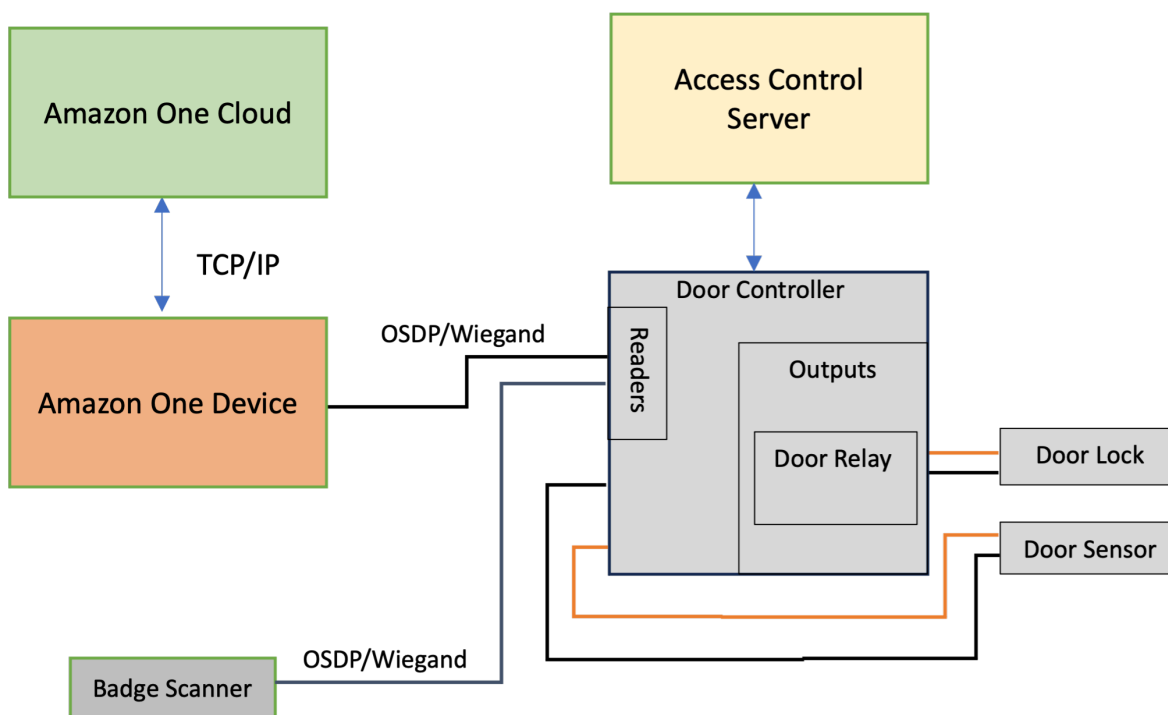 Amazon One Cloud
Access Control
Server
TCP/IP
Door Controller
OSDP/Wiegand
Readers
Outputs
Amazon One Device
Door Relay
Door Lock
Door Sensor
OSDP/Wiegand
Badge Scanner